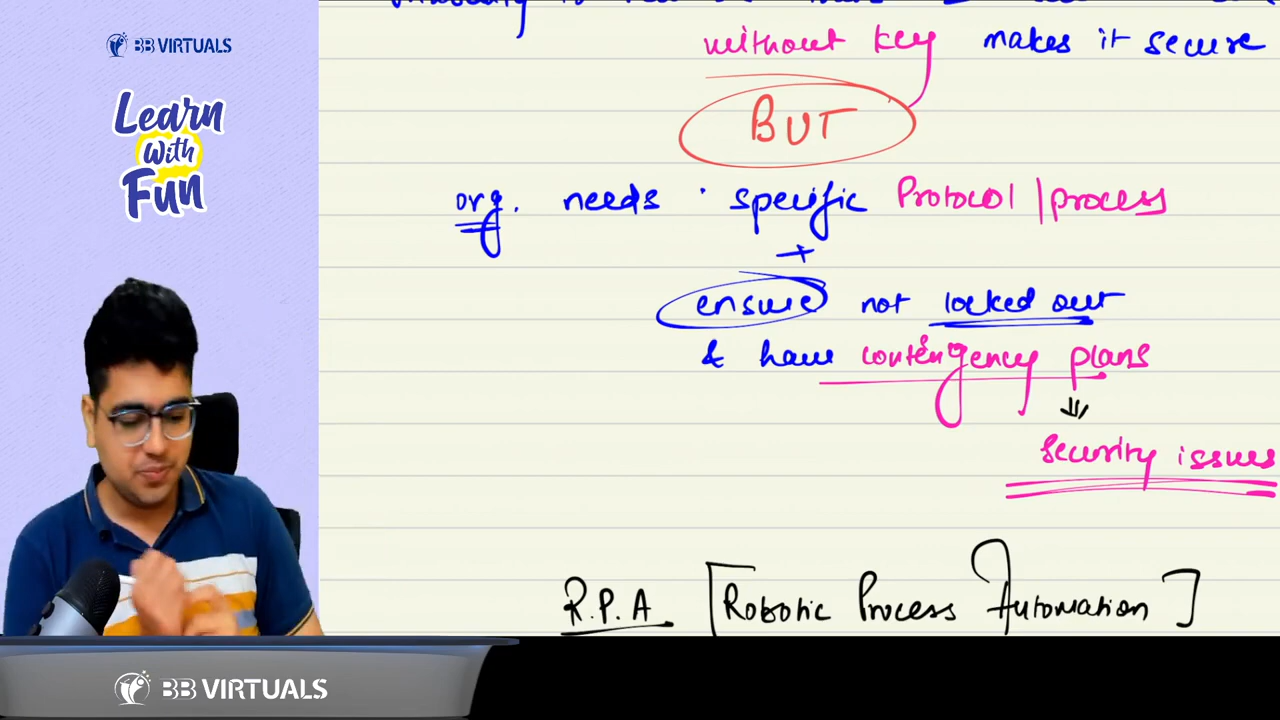 BB VIRTUALS
Learn
With
Fun
without key makes it secure
BUT
org. needs specific Protocol / process
+
ensure not locked out
& have contengency plans
security issues
R.P.A [Robotic Process Automation]
BB VIRTUALS